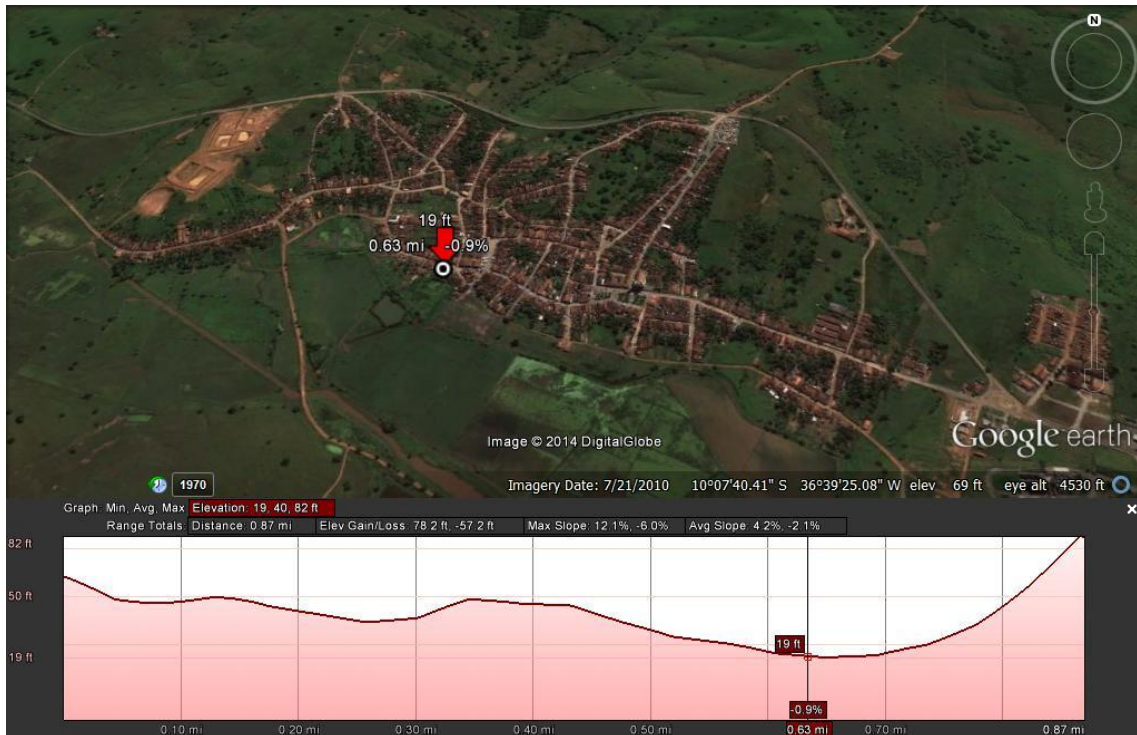 N
19 ft
0.63 mi -0.9%
Image © 2014 DigitalGlobe
Google earth
1970
Imagery Date: 7/21/2010 10°07'40.41" S 36°39'25.08" W elev 69 ft eye alt 4530 ft
Graph: Min, Avg, Max Elevation: 19, 40, 82 ft
Range Totals: Distance: 0.87 mi Elev Gain/Loss: 78.2 ft, -57.2 ft Max Slope: 12.1%, -6.0% Avg Slope: 4.2%, -2.1%
82 ft
50 ft
19 ft
19 ft
-0.9%
0.10 mi 0.20 mi 0.30 mi 0.40 mi 0.50 mi 0.63 mi 0.70 mi 0.87 mi